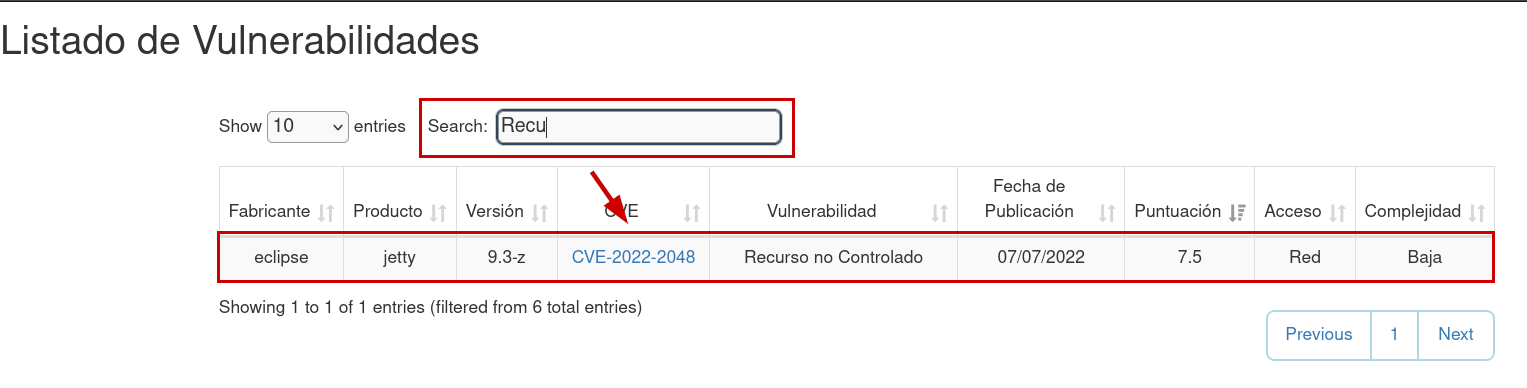 Listado de Vulnerabilidades
Show 10 entries Search: Recu
Fabricante Producto Versión CVE Vulnerabilidad Fecha de Publicación Puntuación Acceso Complejidad
eclipse jetty 9.3-z CVE-2022-2048 Recurso no Controlado 07/07/2022 7.5 Red Baja
Showing 1 to 1 of 1 entries (filtered from 6 total entries)
Previous 1 Next